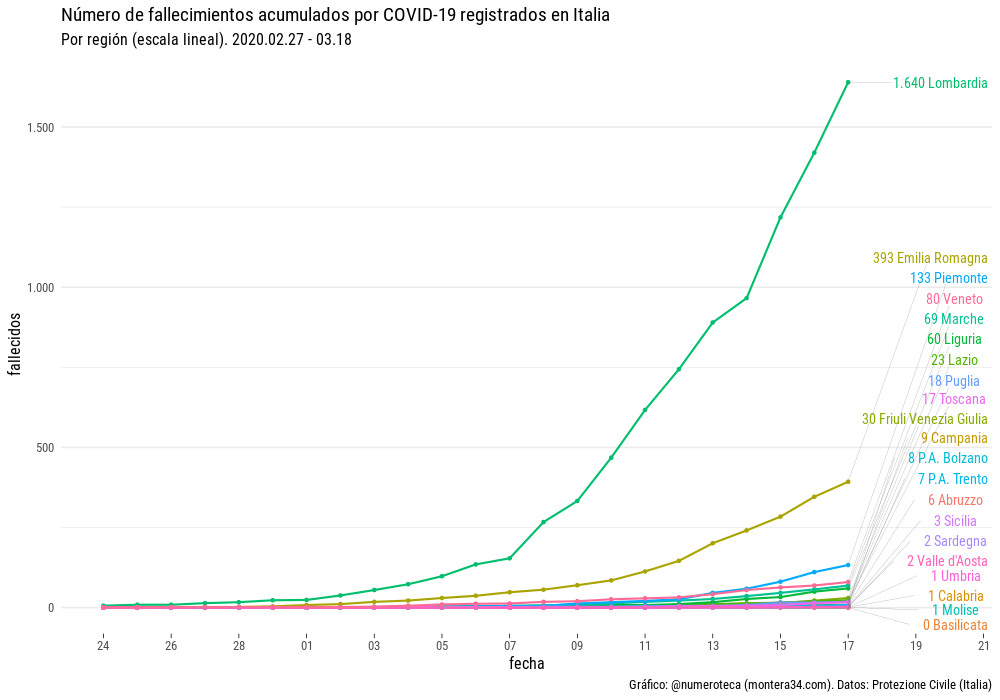 Número de fallecimientos acumulados por COVID-19 registrados en Italia
Por región (escala lineal). 2020.02.27 - 03.18
fallecidos
1.500
1.000
500
0
1.640 Lombardia
393 Emilia Romagna
133 Piemonte
80 Veneto
69 Marche
60 Liguria
23 Lazio
18 Puglia
17 Toscana
30 Friuli Venezia Giulia
9 Campania
8 P.A. Bolzano
7 P.A. Trento
6 Abruzzo
3 Sicilia
2 Sardegna
2 Valle d'Aosta
1 Umbria
1 Calabria
1 Molise
0 Basilicata
24 26 28 01 03 05 07 09 11 13 15 17 19 21
fecha
Gráfico: @numeroteca (montera34.com). Datos: Protezione Civile (Italia)